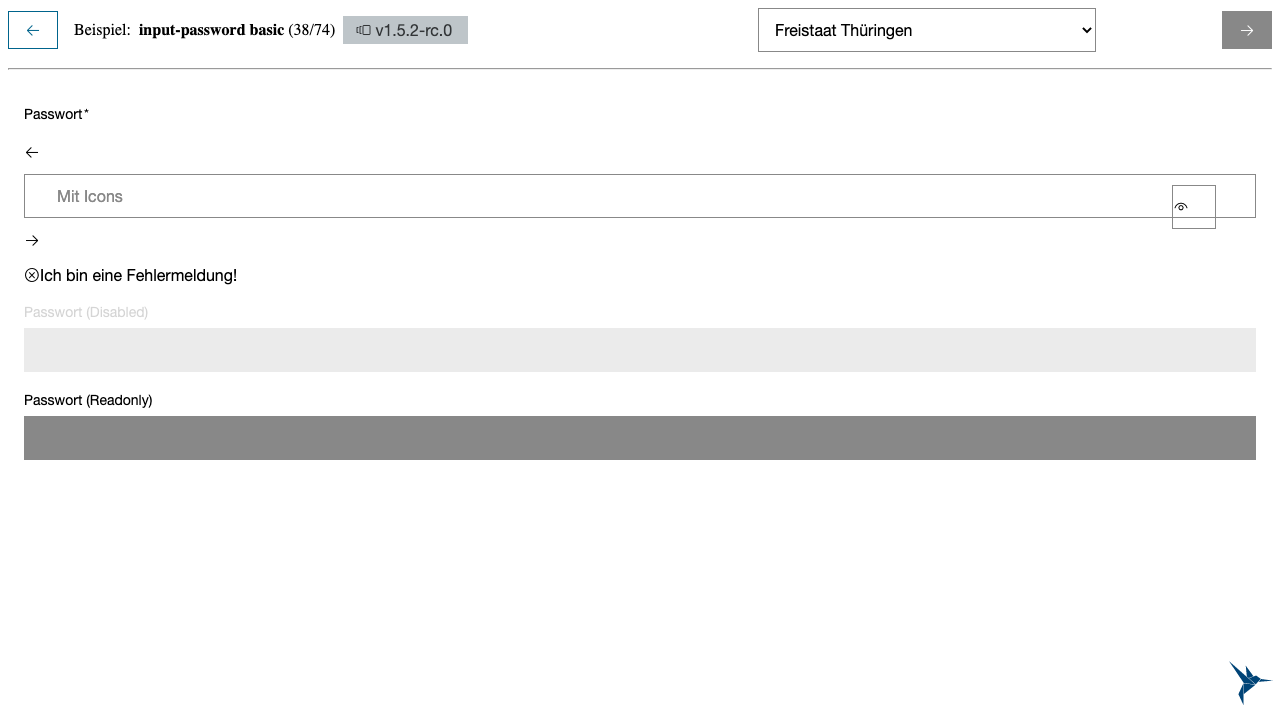 Beispiel: input-password basic (38/74) v1.5.2-rc.0 Freistaat Thüringen
Passwort*
Mit Icons
Ich bin eine Fehlermeldung!
Passwort (Disabled)
Passwort (Readonly)